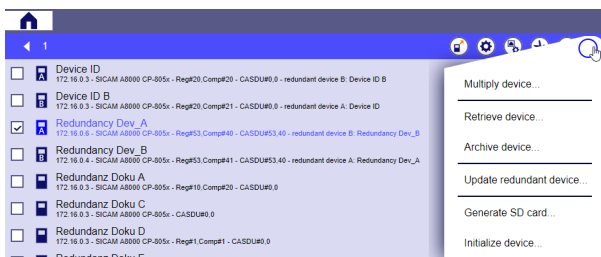 1
Device ID
172.16.0.3 - SICAM A8000 CP-805x - Reg#20,Comp#20 - CASDU#0,0 - redundant device B: Device ID B
Device ID B
172.16.0.3 - SICAM A8000 CP-805x - Reg#20,Comp#21 - CASDU#0,0 - redundant device A: Device ID
Redundancy Dev_A
172.16.0.6 - SICAM A8000 CP-805x - Reg#53,Comp#40 - CASDU#53,40 - redundant device B: Redundancy Dev_B
Redundancy Dev_B
172.16.0.4 - SICAM A8000 CP-805x - Reg#53,Comp#41 - CASDU#53,40 - redundant device A: Redundancy Dev_A
Redundanz Doku A
172.16.0.3 - SICAM A8000 CP-805x - Reg#10,Comp#20 - CASDU#0,0
Redundanz Doku C
172.16.0.3 - SICAM A8000 CP-805x - CASDU#0,0
Redundanz Doku D
172.16.0.3 - SICAM A8000 CP-805x - Reg#1,Comp#1 - CASDU#0,0
Multiply device...
Retrieve device...
Archive device...
Update redundant device...
Generate SD card...
Initialize device...